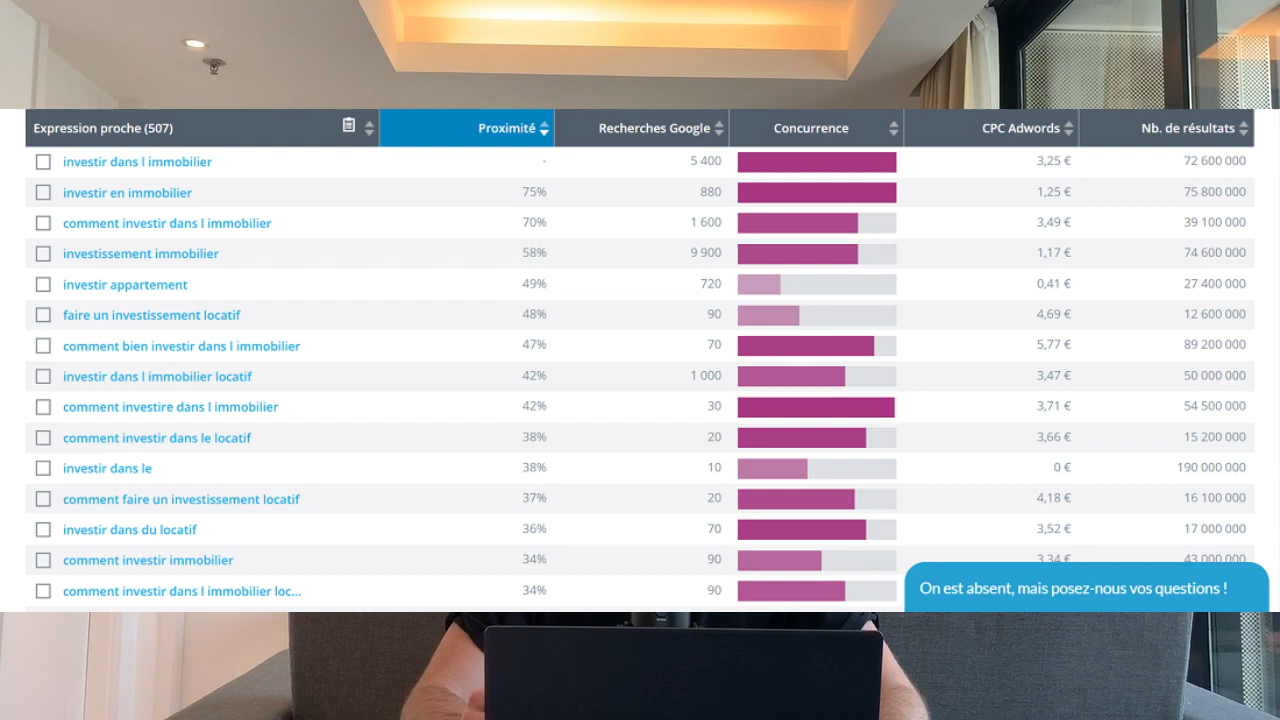 Expression proche (507) Proximité Recherches Google Concurrence CPC Adwords Nb. de résultats
investir dans l immobilier - 5 400 3,25 € 72 600 000
investir en immobilier 75% 880 1,25 € 75 800 000
comment investir dans l immobilier 70% 1 600 3,49 € 39 100 000
investissement immobilier 58% 9 900 1,17 € 74 600 000
investir appartement 49% 720 0,41 € 27 400 000
faire un investissement locatif 48% 90 4,69 € 12 600 000
comment bien investir dans l immobilier 47% 70 5,77 € 89 200 000
investir dans l immobilier locatif 42% 1 000 3,47 € 50 000 000
comment investire dans l immobilier 42% 30 3,71 € 54 500 000
comment investir dans le locatif 38% 20 3,66 € 15 200 000
investir dans le 38% 10 0 € 190 000 000
comment faire un investissement locatif 37% 20 4,18 € 16 100 000
investir dans du locatif 36% 70 3,52 € 17 000 000
comment investir immobilier 34% 90 3,34 € 43 000 000
comment investir dans l immobilier loc... 34% 90
On est absent, mais posez-nous vos questions !